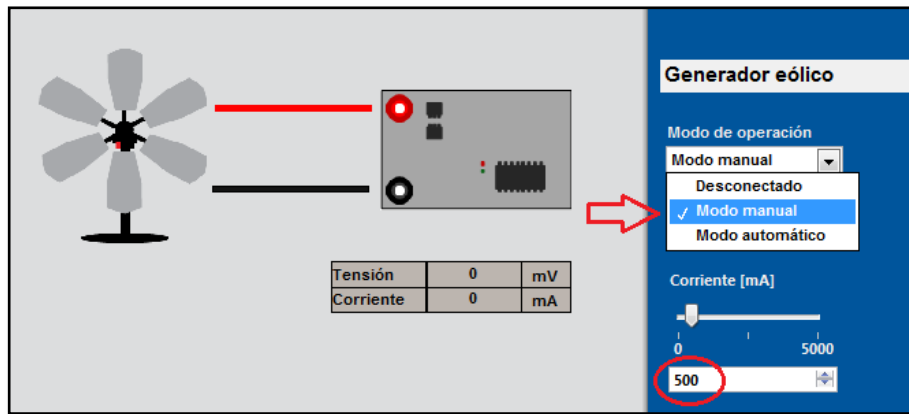 Generador eólico
Modo de operación
Modo manual
Desconectado
✓ Modo manual
Modo automático
Tensión 0 mV
Corriente 0 mA
Corriente [mA]
0 5000
500